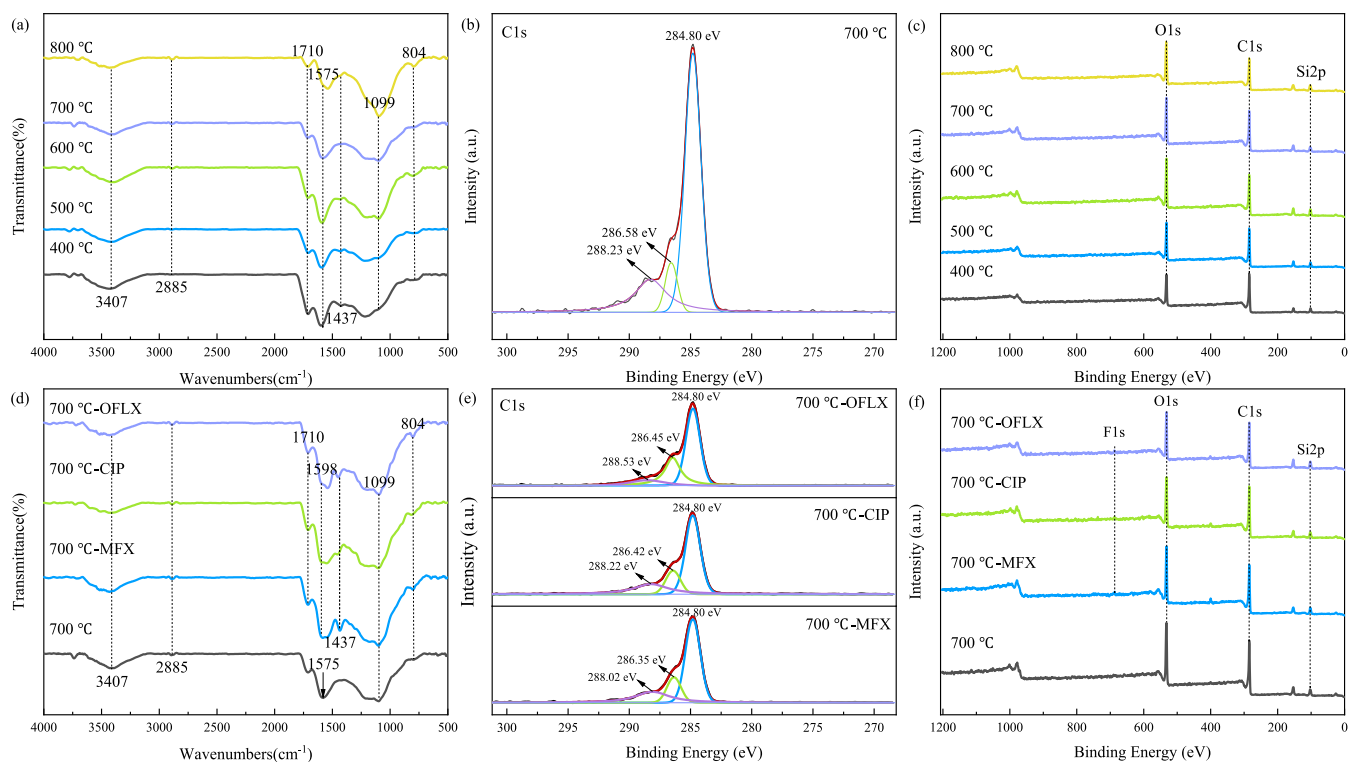 (a)
800 ℃
700 ℃
600 ℃
500 ℃
400 ℃
1710
1575
804
1099
3407
2885
1437
Transmittance(%)
4000 3500 3000 2500 2000 1500 1000 500
Wavenumbers(cm-1)
(b)
C1s
284.80 eV
700 ℃
286.58 eV
288.23 eV
Intensity (a.u.)
300 295 290 285 280 275 270
Binding Energy (eV)
(c)
O1s
C1s
Si2p
800 ℃
700 ℃
600 ℃
500 ℃
400 ℃
Intensity (a.u.)
1200 1000 800 600 400 200 0
Binding Energy (eV)
(d)
700 ℃-OFLX
700 ℃-CIP
700 ℃-MFX
700 ℃
1710
1598
804
1099
3407
2885
1575
1437
Transmittance(%)
4000 3500 3000 2500 2000 1500 1000 500
Wavenumbers(cm-1)
(e)
C1s
284.80 eV
700 ℃-OFLX
286.45 eV
288.53 eV
284.80 eV
700 ℃-CIP
286.42 eV
288.22 eV
284.80 eV
700 ℃-MFX
286.35 eV
288.02 eV
Intensity (a.u.)
300 295 290 285 280 275 270
Binding Energy (eV)
(f)
O1s
C1s
F1s
Si2p
700 ℃-OFLX
700 ℃-CIP
700 ℃-MFX
700 ℃
Intensity (a.u.)
1200 1000 800 600 400 200 0
Binding Energy (eV)